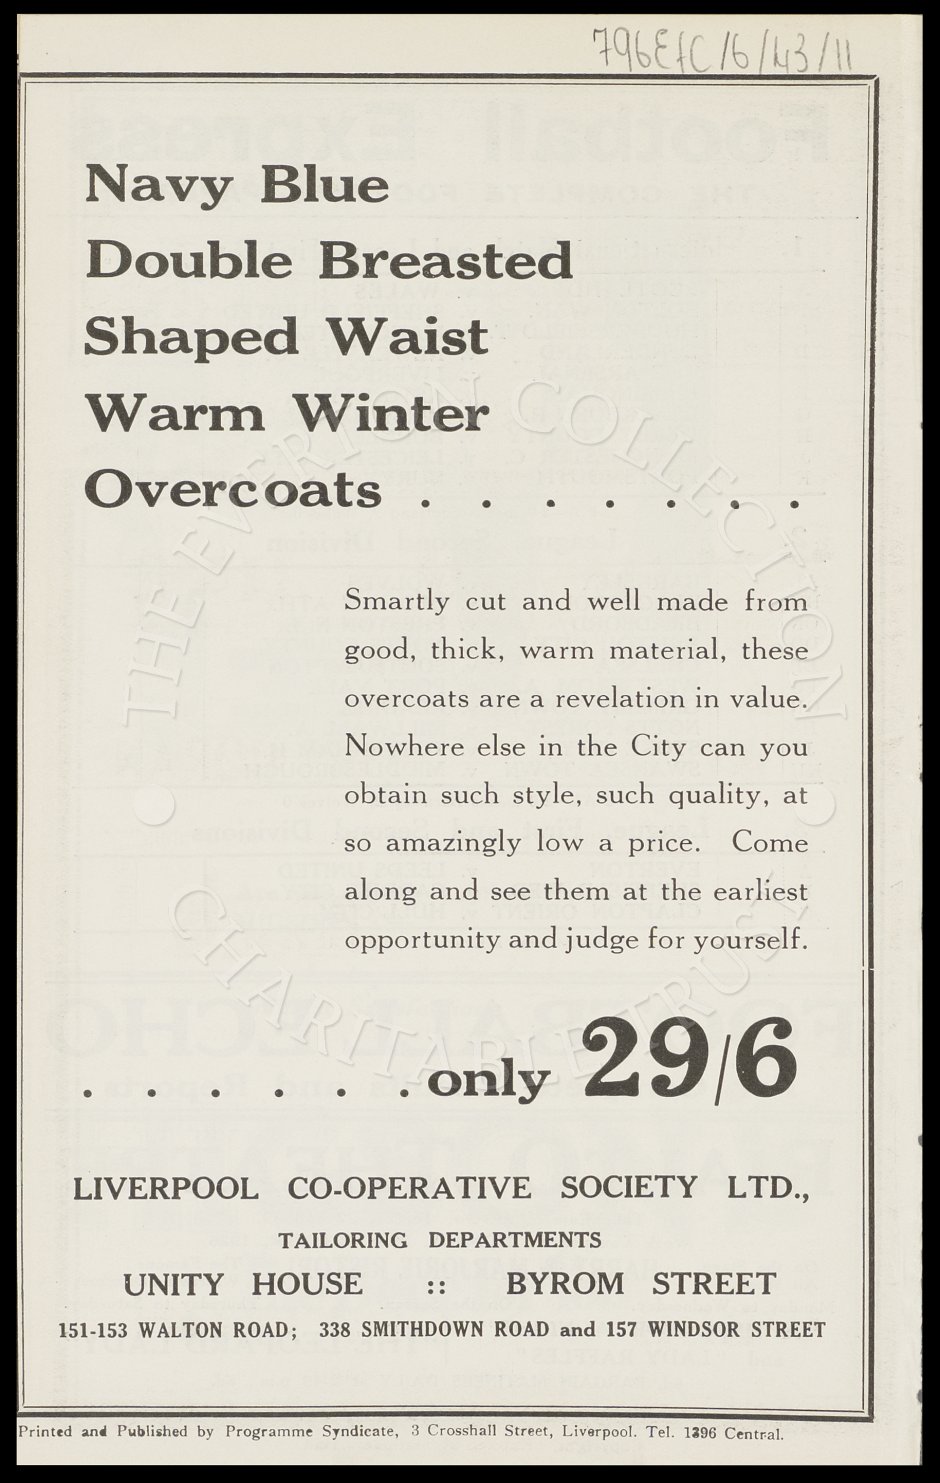 796EFC/6/43/11
Navy Blue
Double Breasted
Shaped Waist
Warm Winter
Overcoats . . . . . . .
Smartly cut and well made from
good, thick, warm material, these
overcoats are a revelation in value.
Nowhere else in the City can you
obtain such style, such quality, at
so amazingly low a price. Come
along and see them at the earliest
opportunity and judge for yourself.
. . . . . . only 29/6
LIVERPOOL CO-OPERATIVE SOCIETY LTD.,
TAILORING DEPARTMENTS
UNITY HOUSE :: BYROM STREET
151-153 WALTON ROAD; 338 SMITHDOWN ROAD and 157 WINDSOR STREET
Printed and Published by Programme Syndicate, 3 Crosshall Street, Liverpool. Tel. 1396 Central.
THE EVERTON COLLECTION
CHARITABLE TRUST